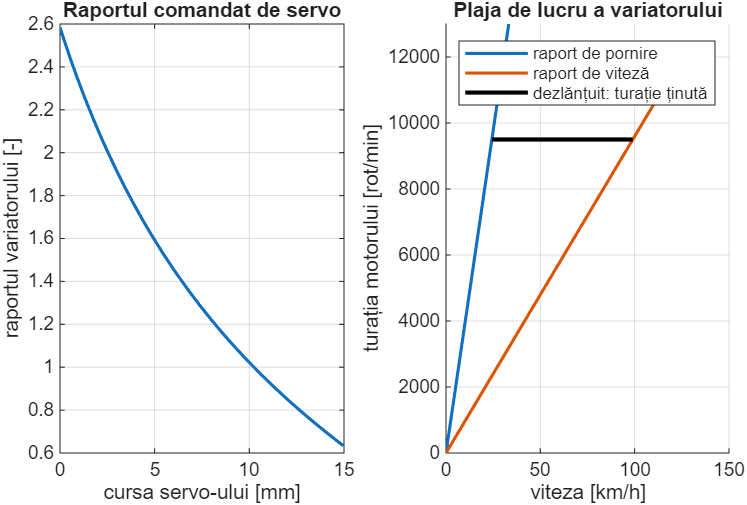 Raportul comandat de servo
2.6
2.4
2.2
2
1.8
1.6
1.4
1.2
1
0.8
0.6
0
5
10
15
raportul variatorului [-]
cursa servo-ului [mm]
Plaja de lucru a variatorului
raport de pornire
raport de viteză
dezlănțuit: turație ținută
12000
10000
8000
6000
4000
2000
0
0
50
100
150
turația motorului [rot/min]
viteza [km/h]